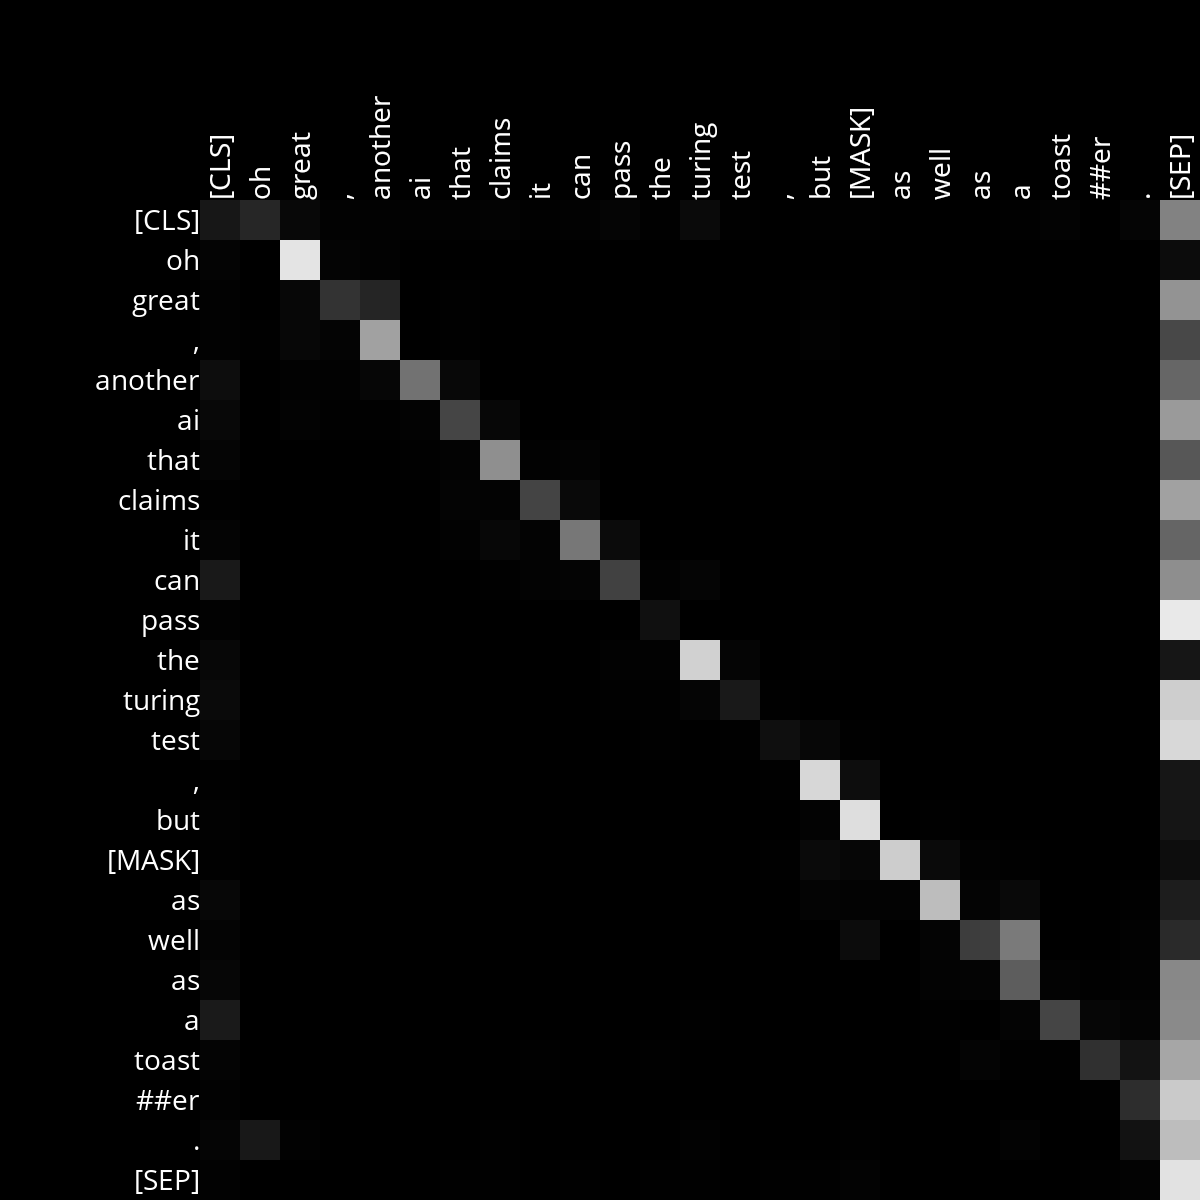 [CLS] oh great , another ai that claims it can pass the turing test , but [MASK] as well as a toast ##er . [SEP]
[CLS]
oh
great
,
another
ai
that
claims
it
can
pass
the
turing
test
,
but
[MASK]
as
well
as
a
toast
##er
.
[SEP]